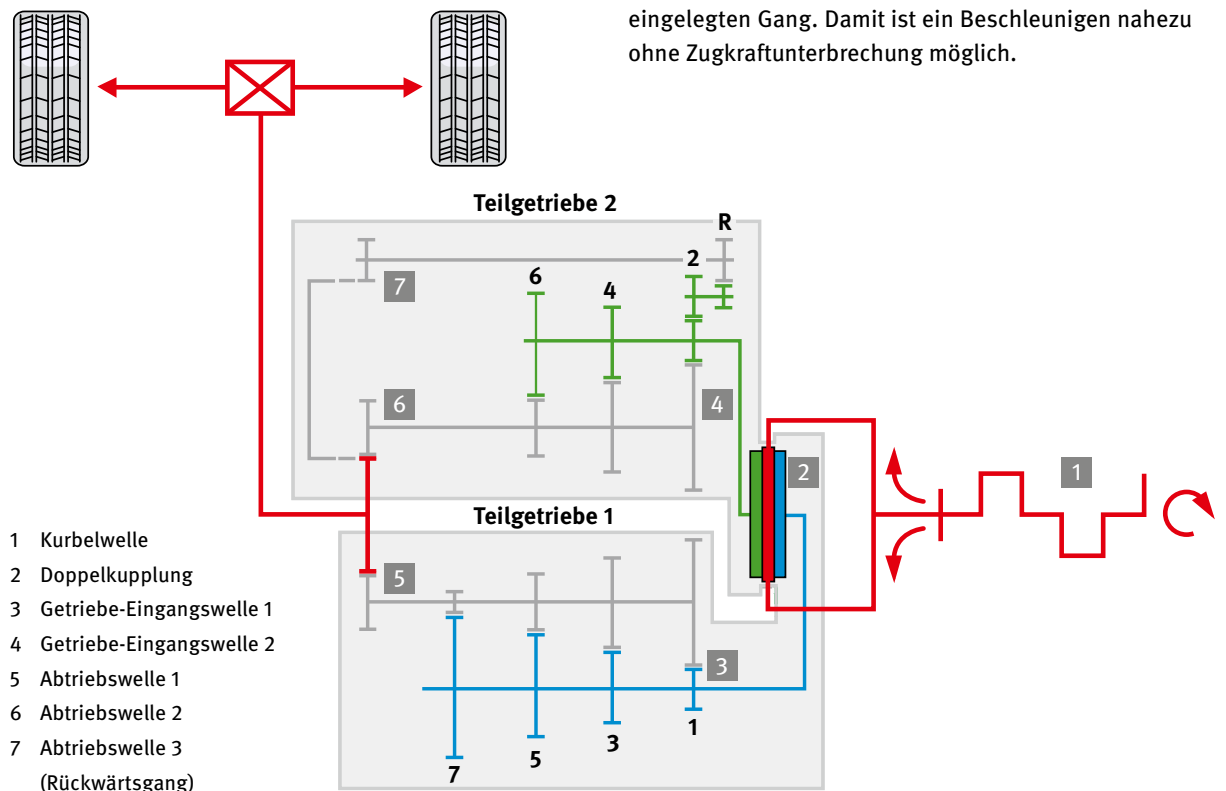 eingelegten Gang. Damit ist ein Beschleunigen nahezu
ohne Zugkraftunterbrechung möglich.
Teilgetriebe 2
R
2
6
4
7
6
4
2
1
Teilgetriebe 1
5
3
1
3
5
7
1 Kurbelwelle
2 Doppelkupplung
3 Getriebe-Eingangswelle 1
4 Getriebe-Eingangswelle 2
5 Abtriebswelle 1
6 Abtriebswelle 2
7 Abtriebswelle 3
(Rückwärtsgang)